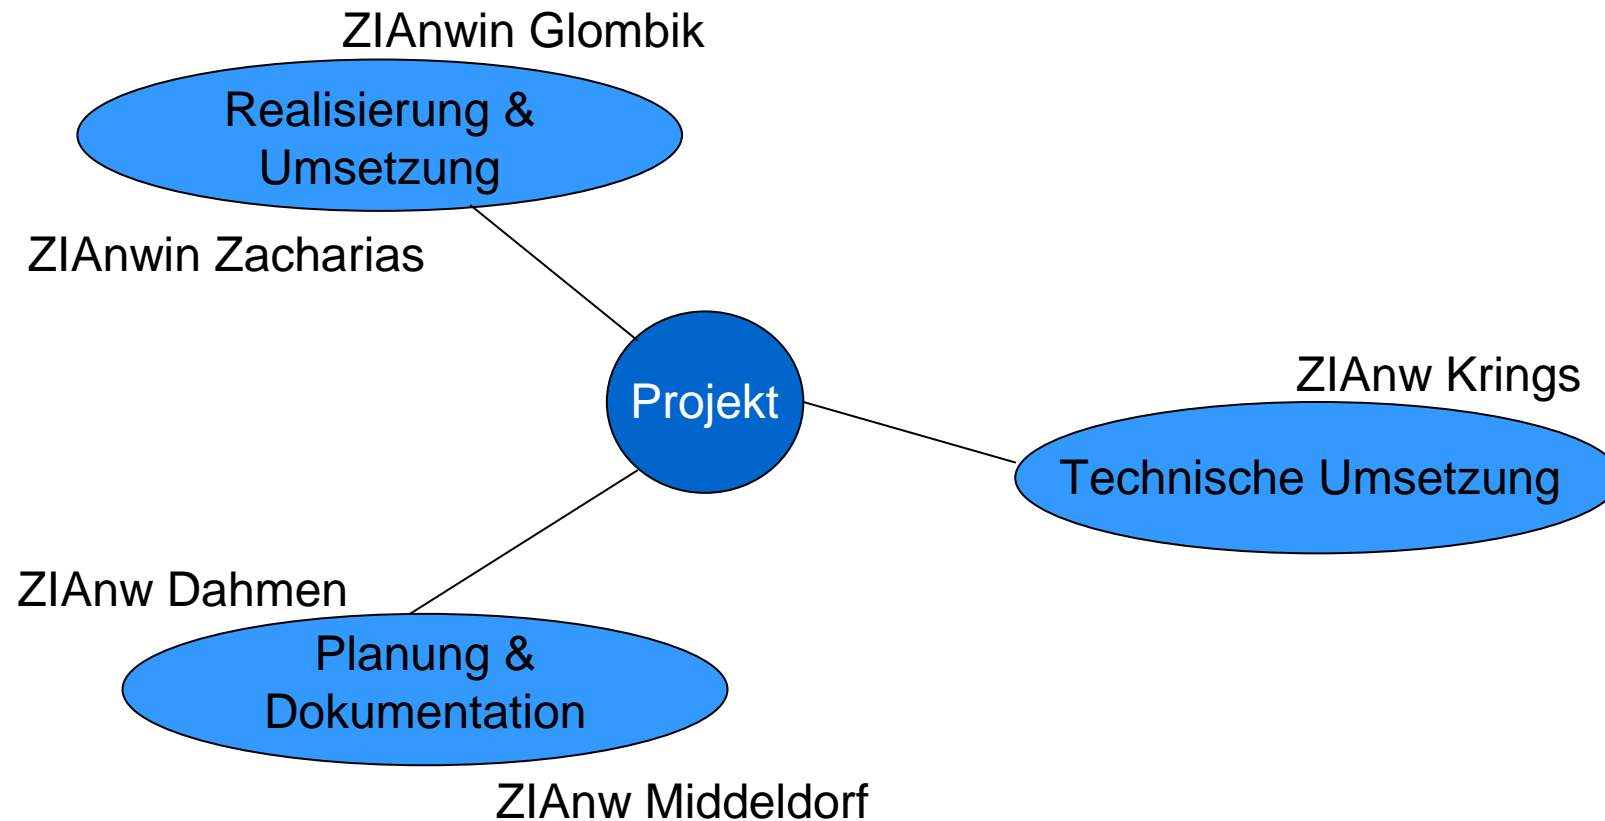 ZIAnwin Glombik
Realisierung &
Umsetzung
ZIAnwin Zacharias
Projekt
ZIAnw Krings
Technische Umsetzung
ZIAnw Dahmen
Planung &
Dokumentation
ZIAnw Middeldorf